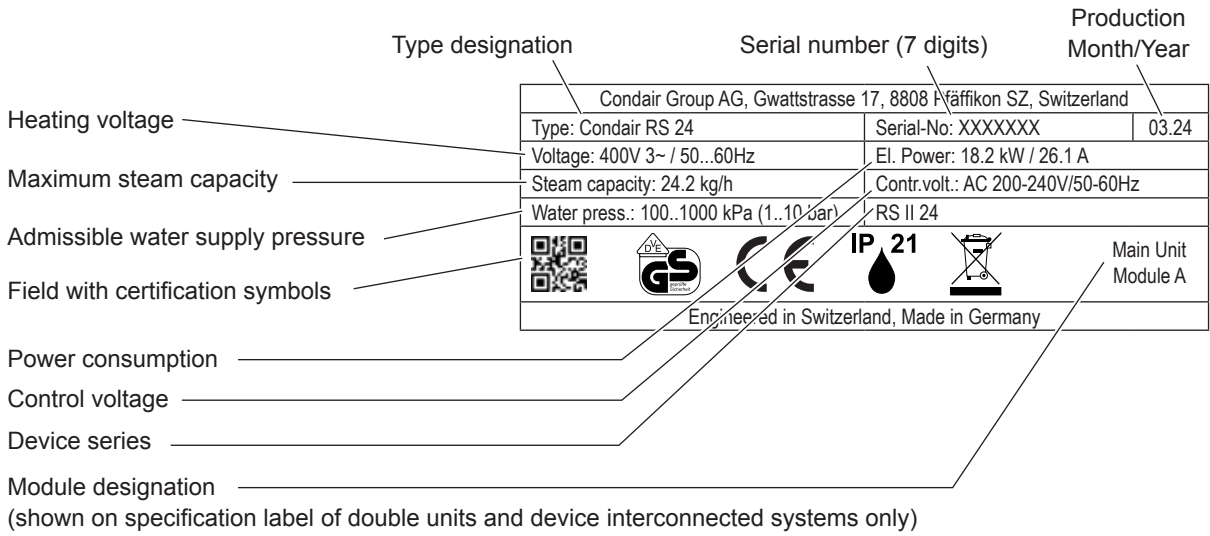 Production
Month/Year
Type designation
Serial number (7 digits)
Heating voltage
Maximum steam capacity
Admissible water supply pressure
Field with certification symbols
Power consumption
Control voltage
Device series
Module designation
(shown on specification label of double units and device interconnected systems only)
Condair Group AG, Gwattstrasse 17, 8808 Pfäffikon SZ, Switzerland
Type: Condair RS 24
Serial-No: XXXXXXX
03.24
Voltage: 400V 3~ / 50...60Hz
El. Power: 18.2 kW / 26.1 A
Steam capacity: 24.2 kg/h
Contr.volt.: AC 200-240V/50-60Hz
Water press.: 100..1000 kPa (1..10 bar)
RS II 24
DVE
GS
geprüfte
Sicherheit
CE
IP 21
Main Unit
Module A
Engineered in Switzerland, Made in Germany